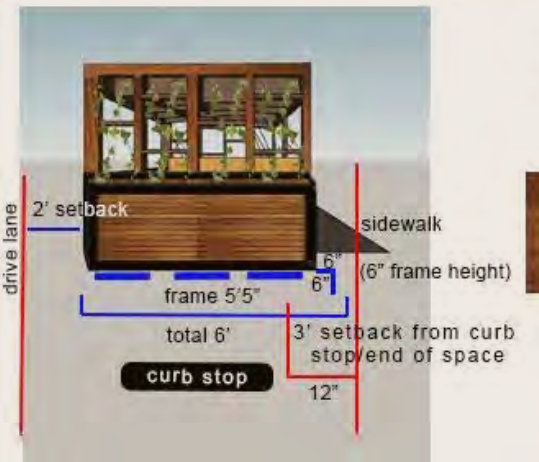 drive lane
2' setback
sidewalk
6"
(6" frame height)
6"
frame 5'5"
total 6'
3' setback from curb
stop/end of space
curb stop
12"